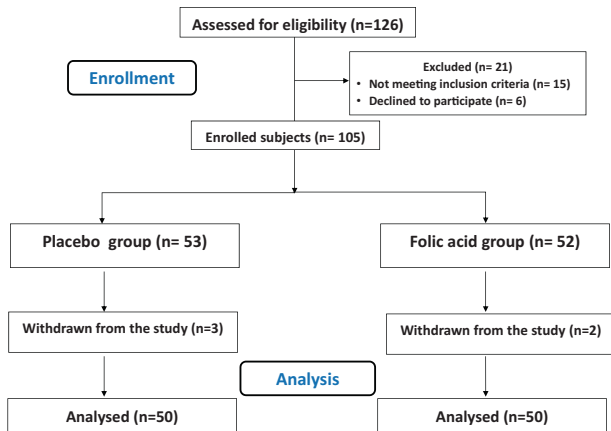 Assessed for eligibility (n=126)
Enrollment
Excluded (n= 21)
• Not meeting inclusion criteria (n= 15)
• Declined to participate (n= 6)
Enrolled subjects (n= 105)
Placebo group (n= 53)
Folic acid group (n= 52)
Withdrawn from the study (n=3)
Withdrawn from the study (n=2)
Analysis
Analysed (n=50)
Analysed (n=50)